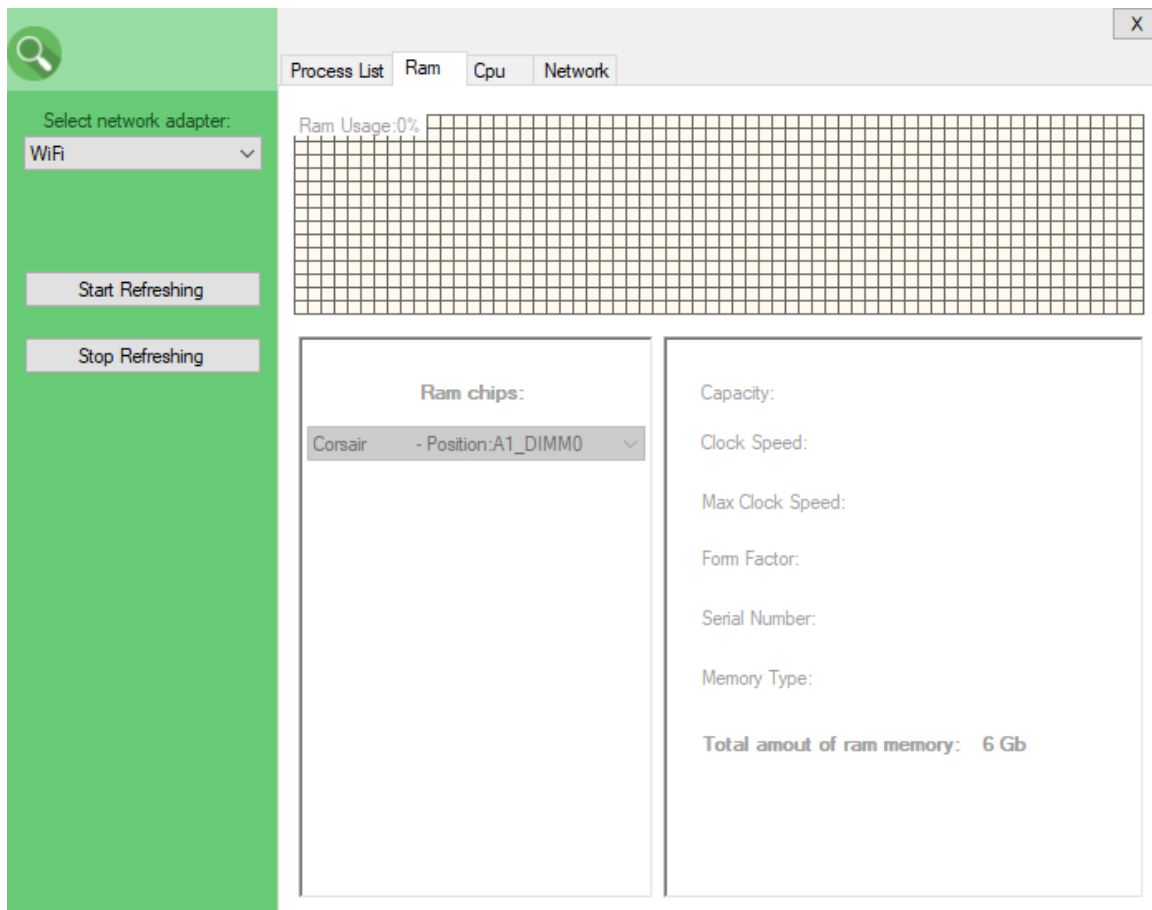 X
Process List Ram Cpu Network
Select network adapter:
WiFi
Start Refreshing
Stop Refreshing
Ram Usage:0%
Ram chips:
Corsair - Position:A1_DIMM0
Capacity:
Clock Speed:
Max Clock Speed:
Form Factor:
Serial Number:
Memory Type:
Total amout of ram memory: 6 Gb